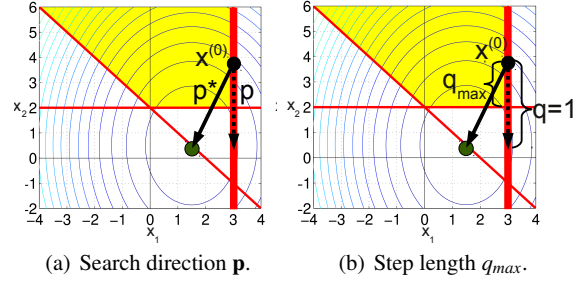 6
5
4
3
x₂ 2
1
0
-1
-2
-4 -3 -2 -1 0 1 2 3 4
x₁
x⁽⁰⁾
p* p
(a) Search direction p.
6
5
4
3
x₂ 2
1
0
-1
-2
-4 -3 -2 -1 0 1 2 3 4
x₁
x⁽⁰⁾
qmax
q=1
(b) Step length qmax.